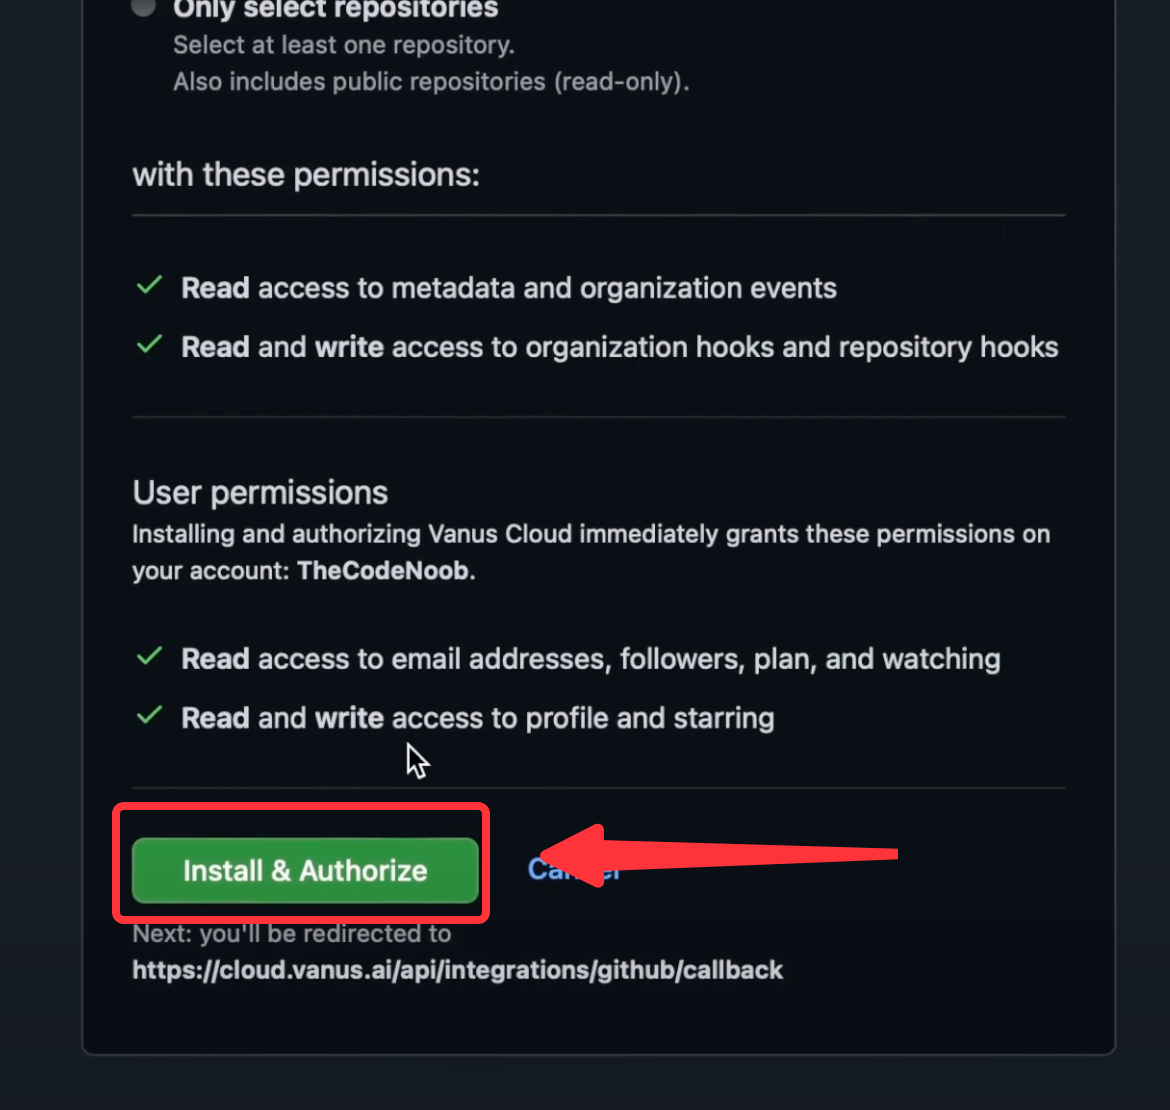 Only select repositories
Select at least one repository.
Also includes public repositories (read-only).
with these permissions:
Read access to metadata and organization events
Read and write access to organization hooks and repository hooks
User permissions
Installing and authorizing Vanus Cloud immediately grants these permissions on
your account: TheCodeNoob.
Read access to email addresses, followers, plan, and watching
Read and write access to profile and starring
Install & Authorize
Cancel
Next: you'll be redirected to
https://cloud.vanus.ai/api/integrations/github/callback